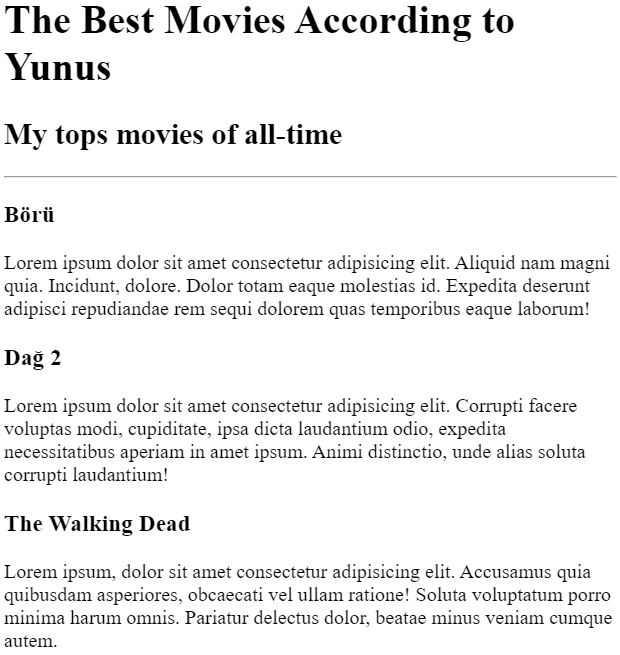 The Best Movies According to
Yunus
My tops movies of all-time
Börü
Lorem ipsum dolor sit amet consectetur adipisicing elit. Aliquid nam magni
quia. Incidunt, dolore. Dolor totam eaque molestias id. Expedita deserunt
adipisci repudiandae rem sequi dolorem quas temporibus eaque laborum!
Dağ 2
Lorem ipsum dolor sit amet consectetur adipisicing elit. Corrupti facere
voluptas modi, cupiditate, ipsa dicta laudantium odio, expedita
necessitatibus aperiam in amet ipsum. Animi distinctio, unde alias soluta
corrupti laudantium!
The Walking Dead
Lorem ipsum, dolor sit amet consectetur adipisicing elit. Accusamus quia
quibusdam asperiores, obcaecati vel ullam ratione! Soluta voluptatum porro
minima harum omnis. Pariatur delectus dolor, beatae minus veniam cumque
autem.